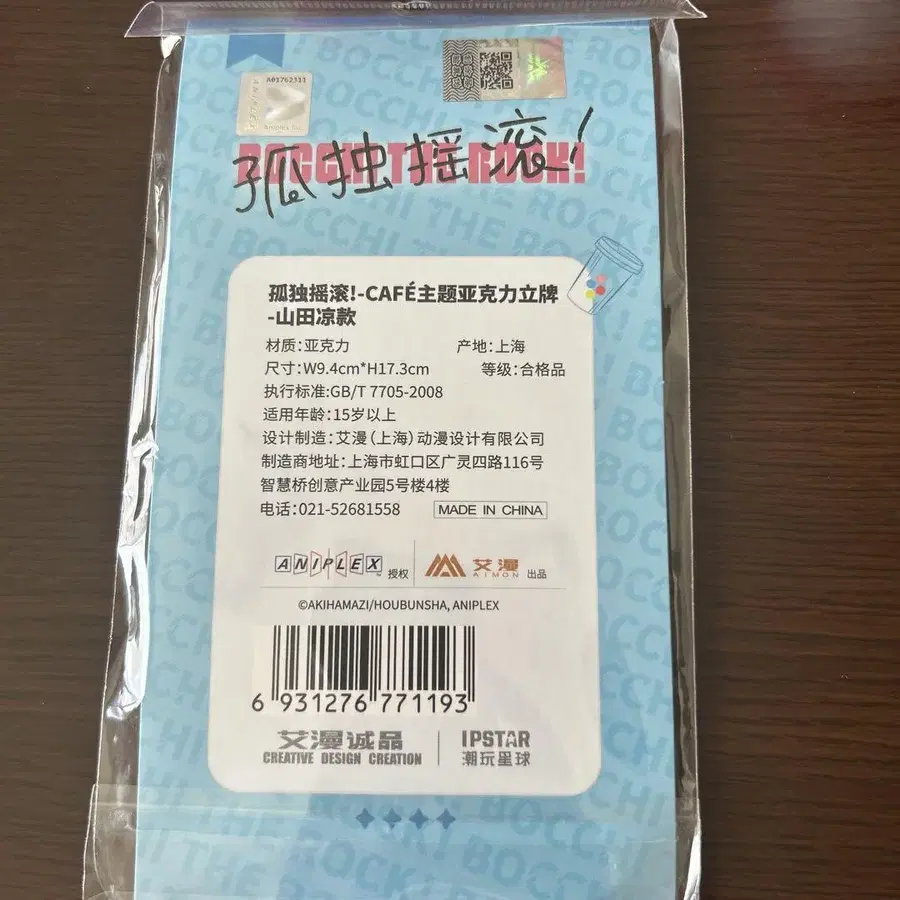 A01762311
ANIPLEX
BOCCHI THE ROCK!
孤独摇滚!
孤独摇滚!-CAFÉ主题亚克力立牌
-山田凉款
材质:亚克力 产地:上海
尺寸:W9.4cm*H17.3cm 等级:合格品
执行标准:GB/T 7705-2008
适用年龄:15岁以上
设计制造:艾漫(上海)动漫设计有限公司
制造商地址:上海市虹口区广灵四路116号
智慧桥创意产业园5号楼4楼
电话:021-52681558 MADE IN CHINA
ANIPLEX 授权 艾漫 AIMON 出品
©AKIHAMAZI/HOUBUNSHA, ANIPLEX
6 931276 771193
艾漫诚品 IPSTAR
CREATIVE DESIGN CREATION 潮玩星球